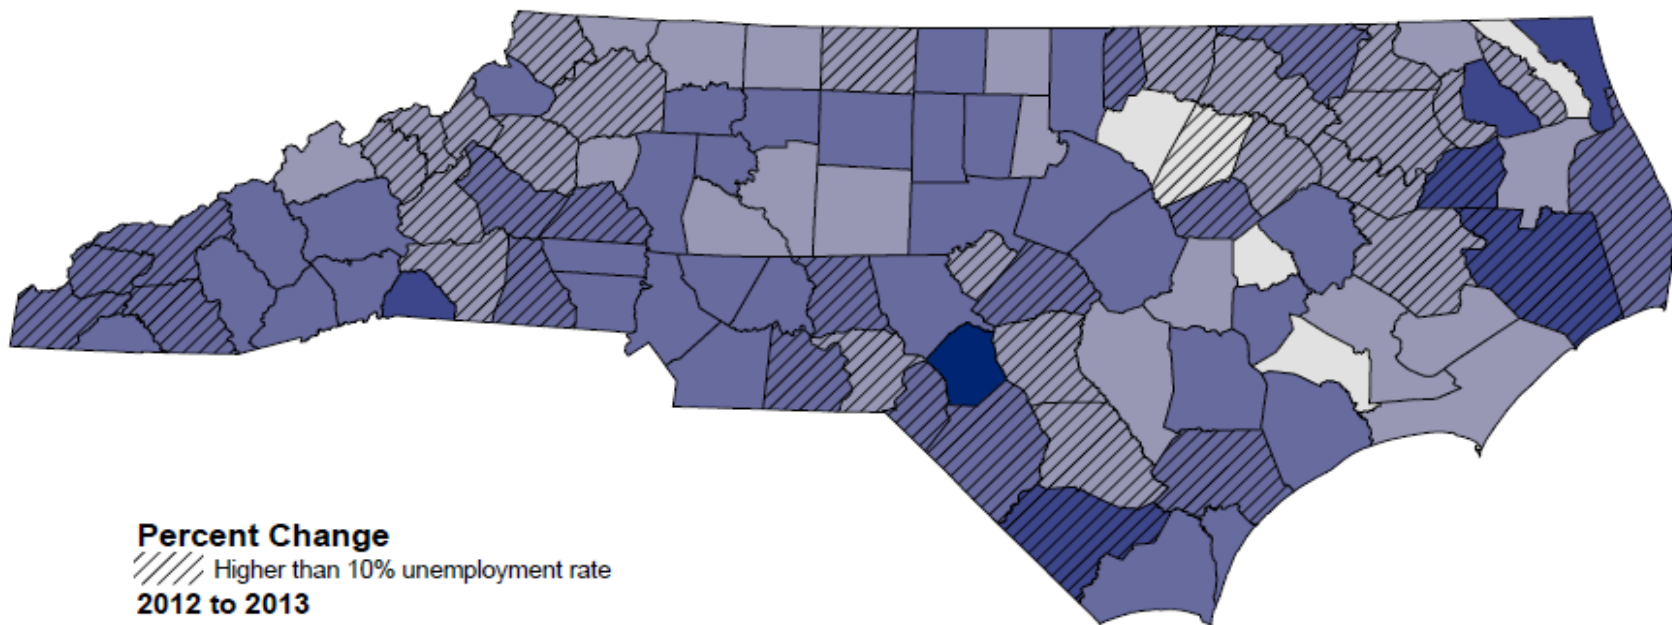 Percent Change
Higher than 10% unemployment rate
2012 to 2013